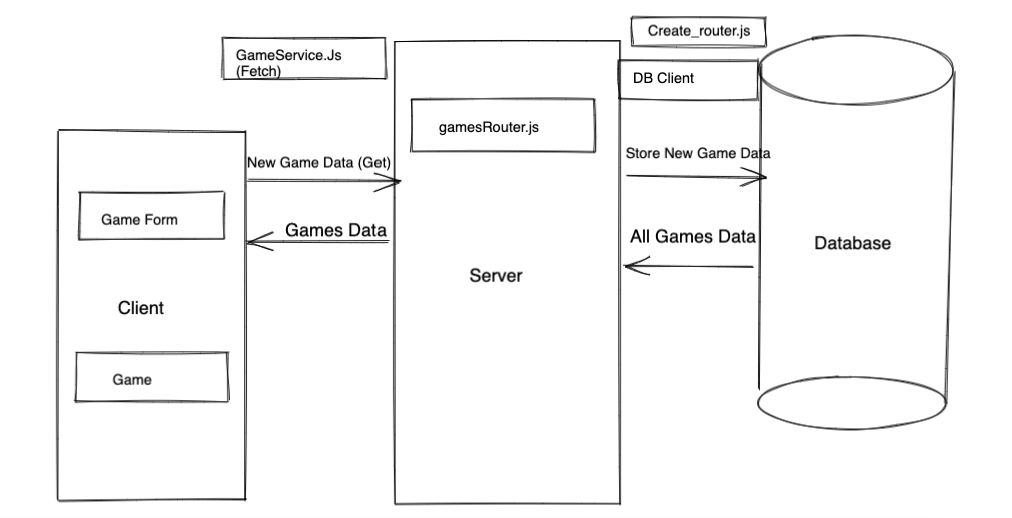 Create_router.js
GameService.Js
(Fetch)
DB Client
gamesRouter.js
New Game Data (Get)
Store New Game Data
Game Form
Games Data
All Games Data
Database
Server
Client
Game